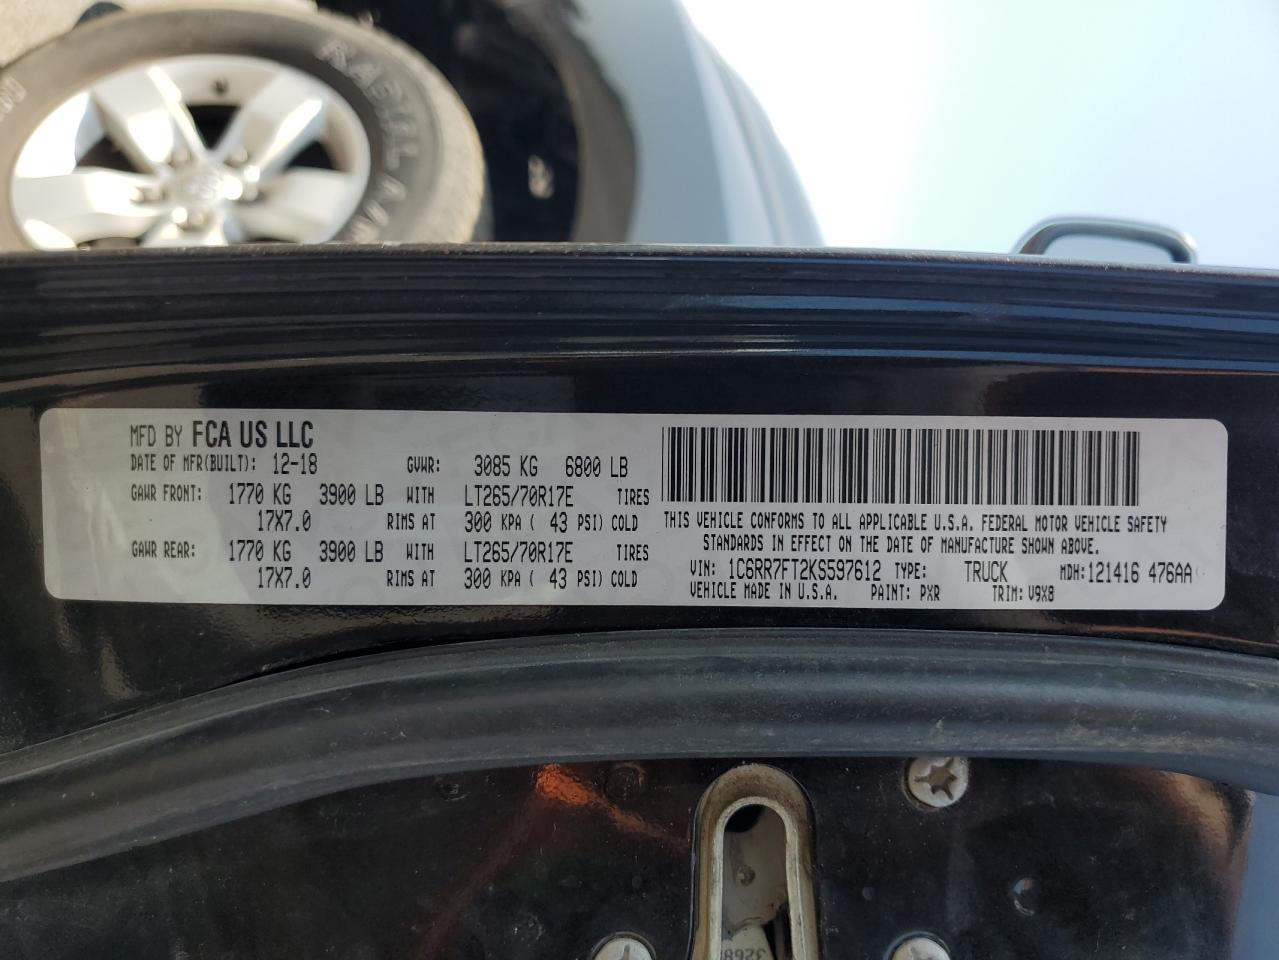 RADIAL A
MFD BY FCA US LLC
DATE OF MFR(BUILT): 12-18 GVWR: 3085 KG 6800 LB
GAWR FRONT: 1770 KG 3900 LB WITH LT265/70R17E TIRES
17X7.0 RIMS AT 300 KPA ( 43 PSI) COLD
GAWR REAR: 1770 KG 3900 LB WITH LT265/70R17E TIRES
17X7.0 RIMS AT 300 KPA ( 43 PSI) COLD
THIS VEHICLE CONFORMS TO ALL APPLICABLE U.S.A. FEDERAL MOTOR VEHICLE SAFETY
STANDARDS IN EFFECT ON THE DATE OF MANUFACTURE SHOWN ABOVE.
VIN: 1C6RR7FT2KS597612 TYPE: TRUCK MDH:121416 476AA
VEHICLE MADE IN U.S.A. PAINT: PXR TRIM: V9X8